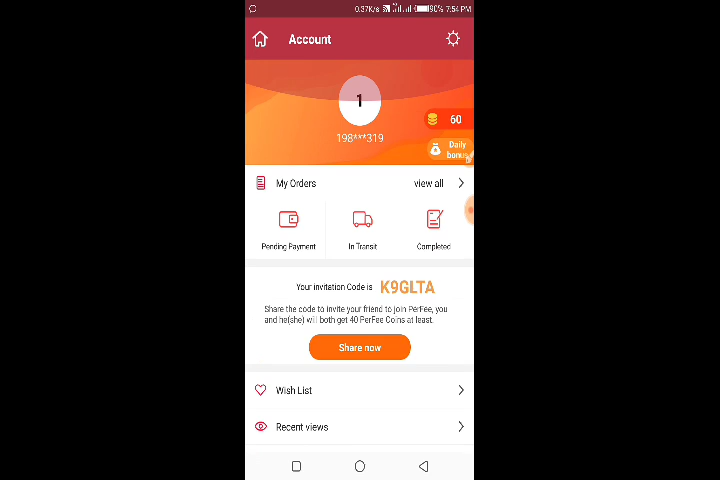 0.37K/s 90% 7:54 PM
Account
1
60
198***319
Daily
bonus
My Orders view all
Pending Payment In Transit Completed
Your invitation Code is K9GLTA
Share the code to invite your friend to join PerFee, you
and he(she) will both get 40 PerFee Coins at least.
Share now
Wish List
Recent views